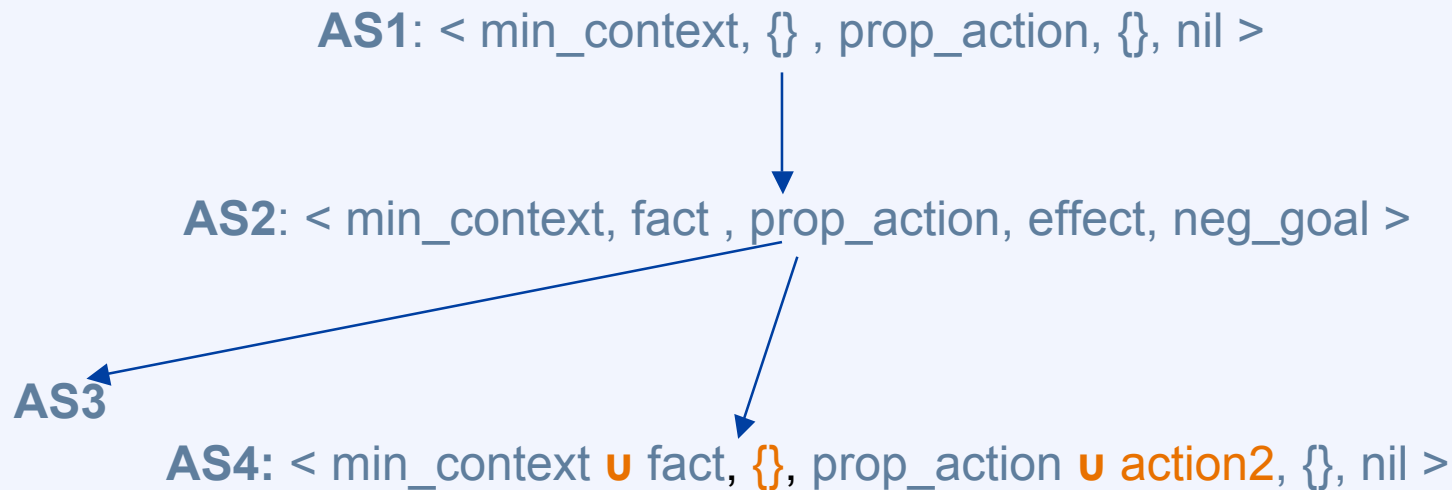 AS1: < min_context, {} , prop_action, {}, nil >
AS2: < min_context, fact , prop_action, effect, neg_goal >
AS3
AS4: < min_context ∪ fact, {}, prop_action ∪ action2, {}, nil >